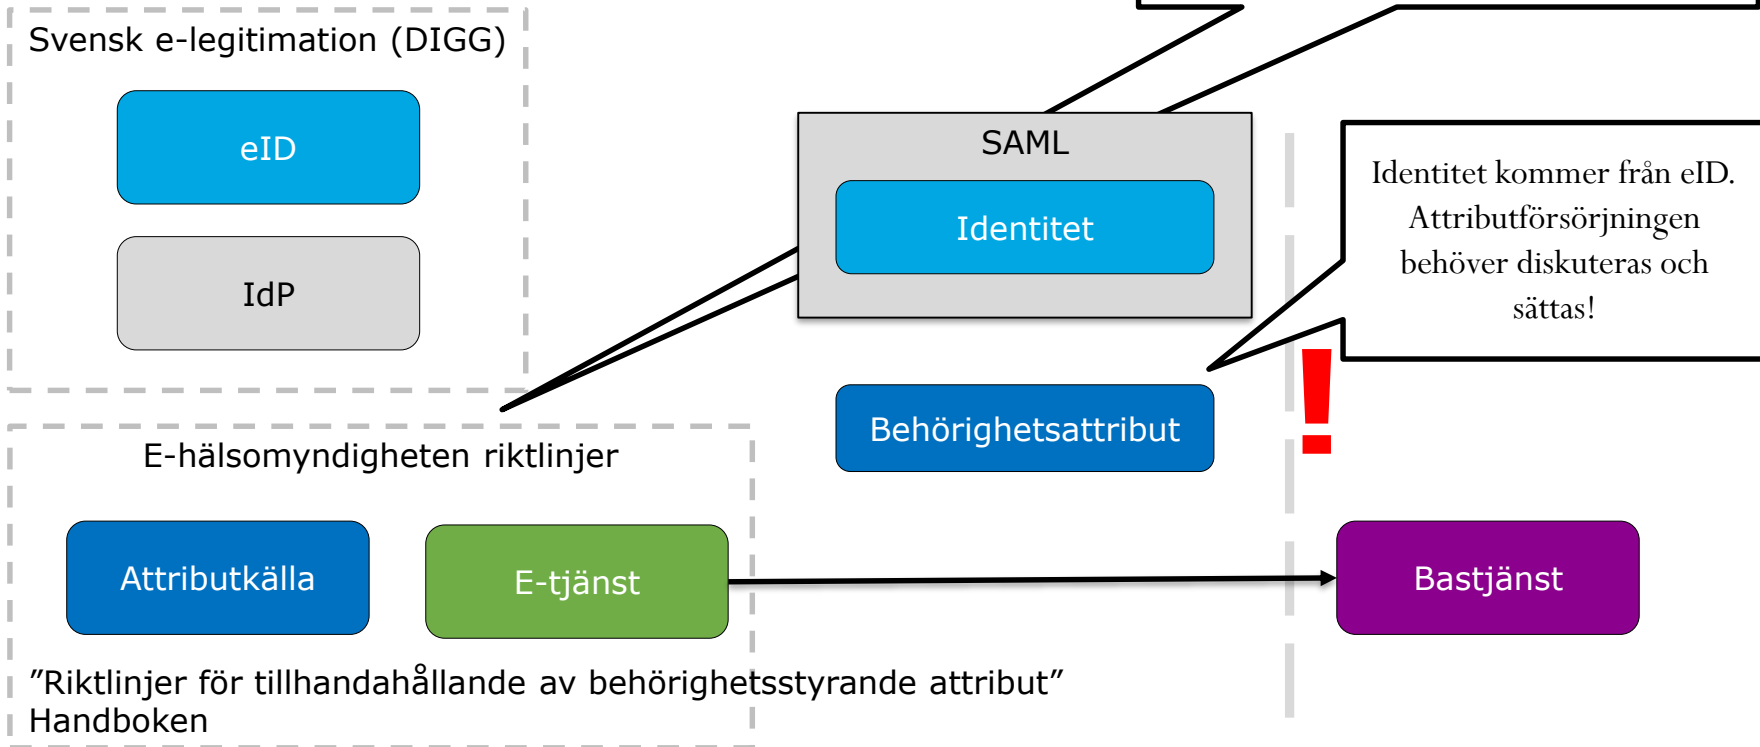 Svensk e-legitimation (DIGG)
eID
IdP
SAML
Identitet
Identitet kommer från eID.
Attributförsörjningen
behöver diskuteras och
sättas!
!
Behörighetsattribut
E-hälsomyndigheten riktlinjer
Attributkälla
E-tjänst
Bastjänst
”Riktlinjer för tillhandahållande av behörighetsstyrande attribut”
Handboken